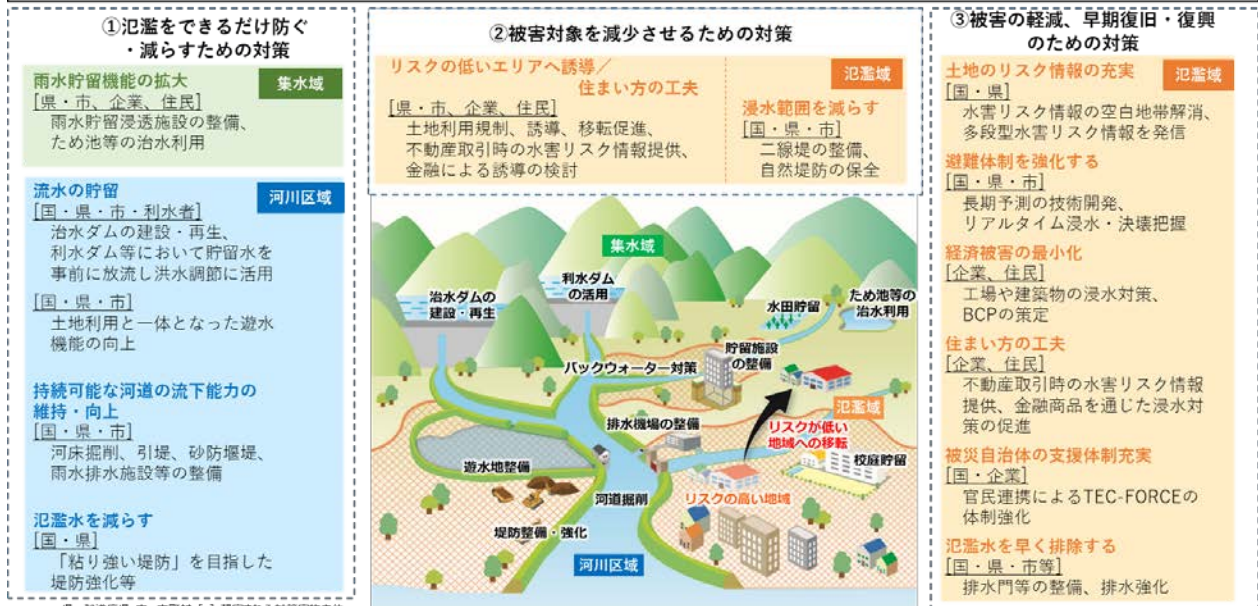 ①氾濫をできるだけ防ぐ
・減らすための対策
雨水貯留機能の拡大
集水域
[県・市、企業、住民]
雨水貯留浸透施設の整備、
ため池等の治水利用
流水の貯留
河川区域
[国・県・市・利水者]
治水ダムの建設・再生、
利水ダム等において貯留水を
事前に放流し洪水調節に活用
[国・県・市]
土地利用と一体となった遊水
機能の向上
持続可能な河道の流下能力の
維持・向上
[国・県・市]
河床掘削、引堤、砂防堰堤、
雨水排水施設等の整備
氾濫水を減らす
[国・県]
「粘り強い堤防」を目指した
堤防強化等
②被害対象を減少させるための対策
リスクの低いエリアへ誘導／
住まい方の工夫
[県・市、企業、住民]
土地利用規制、誘導、移転促進、
不動産取引時の水害リスク情報提供、
金融による誘導の検討
氾濫域
浸水範囲を減らす
[国・県・市]
二線堤の整備、
自然堤防の保全
集水域
治水ダムの
建設・再生
利水ダム
の活用
水田貯留
ため池等の
治水利用
バックウォーター対策
貯留施設
の整備
氾濫域
排水機場の整備
リスクが低い
地域への移転
遊水地整備
校庭貯留
河道掘削
リスクの高い地域
堤防整備・強化
河川区域
③被害の軽減、早期復旧・復興
のための対策
土地のリスク情報の充実
氾濫域
[国・県]
水害リスク情報の空白地帯解消、
多段型水害リスク情報を発信
避難体制を強化する
[国・県・市]
長期予測の技術開発、
リアルタイム浸水・決壊把握
経済被害の最小化
[企業、住民]
工場や建築物の浸水対策、
BCPの策定
住まい方の工夫
[企業、住民]
不動産取引時の水害リスク情報
提供、金融商品を通じた浸水対
策の促進
被災自治体の支援体制充実
[国・企業]
官民連携によるTEC-FORCEの
体制強化
氾濫水を早く排除する
[国・県・市等]
排水門等の整備、排水強化